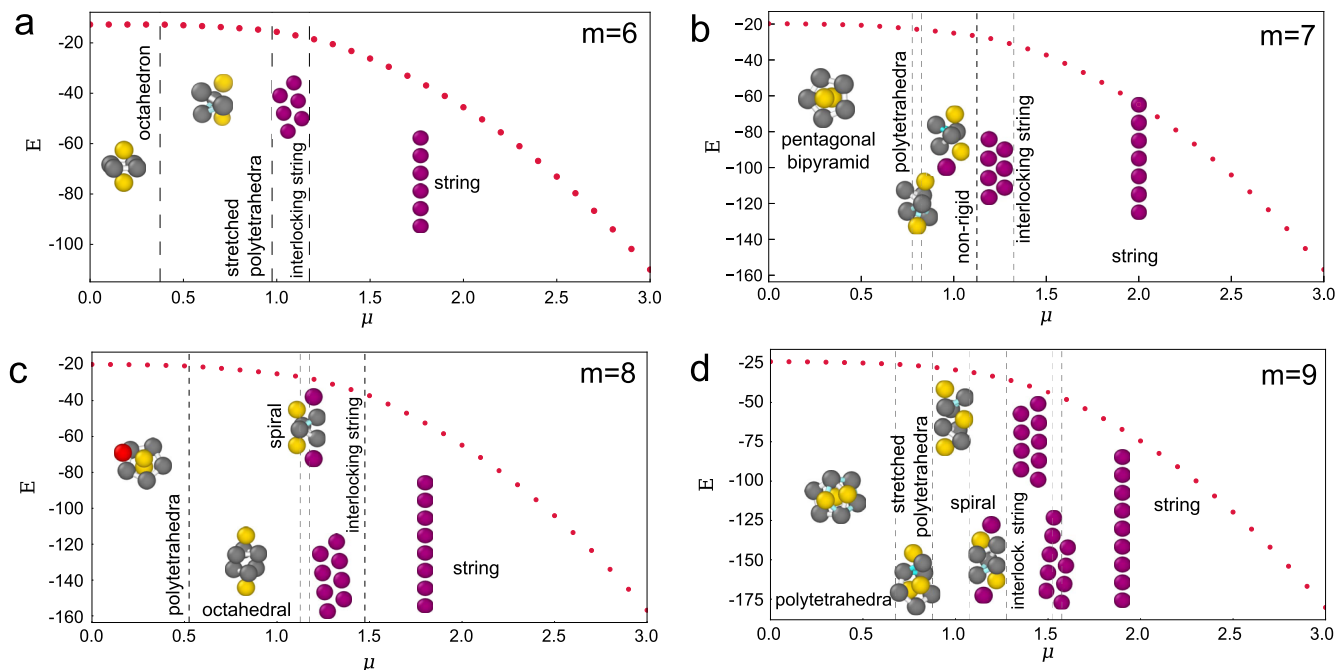 a
m=6
-20
-40
-60
-80
-100
E
octahedron
stretched
polytetrahedra
interlocking string
string
0.0 0.5 1.0 1.5 2.0 2.5 3.0
μ
b
m=7
-20
-40
-60
-80
-100
-120
-140
-160
E
pentagonal
bipyramid
polytetrahedra
non-rigid
interlocking string
string
0.0 0.5 1.0 1.5 2.0 2.5 3.0
μ
c
m=8
-20
-40
-60
-80
-100
-120
-140
-160
E
polytetrahedra
octahedral
spiral
interlocking string
string
0.0 0.5 1.0 1.5 2.0 2.5 3.0
μ
d
m=9
-25
-50
-75
-100
-125
-150
-175
E
polytetrahedra
stretched
polytetrahedra
spiral
interlock. string
string
0.0 0.5 1.0 1.5 2.0 2.5 3.0
μ